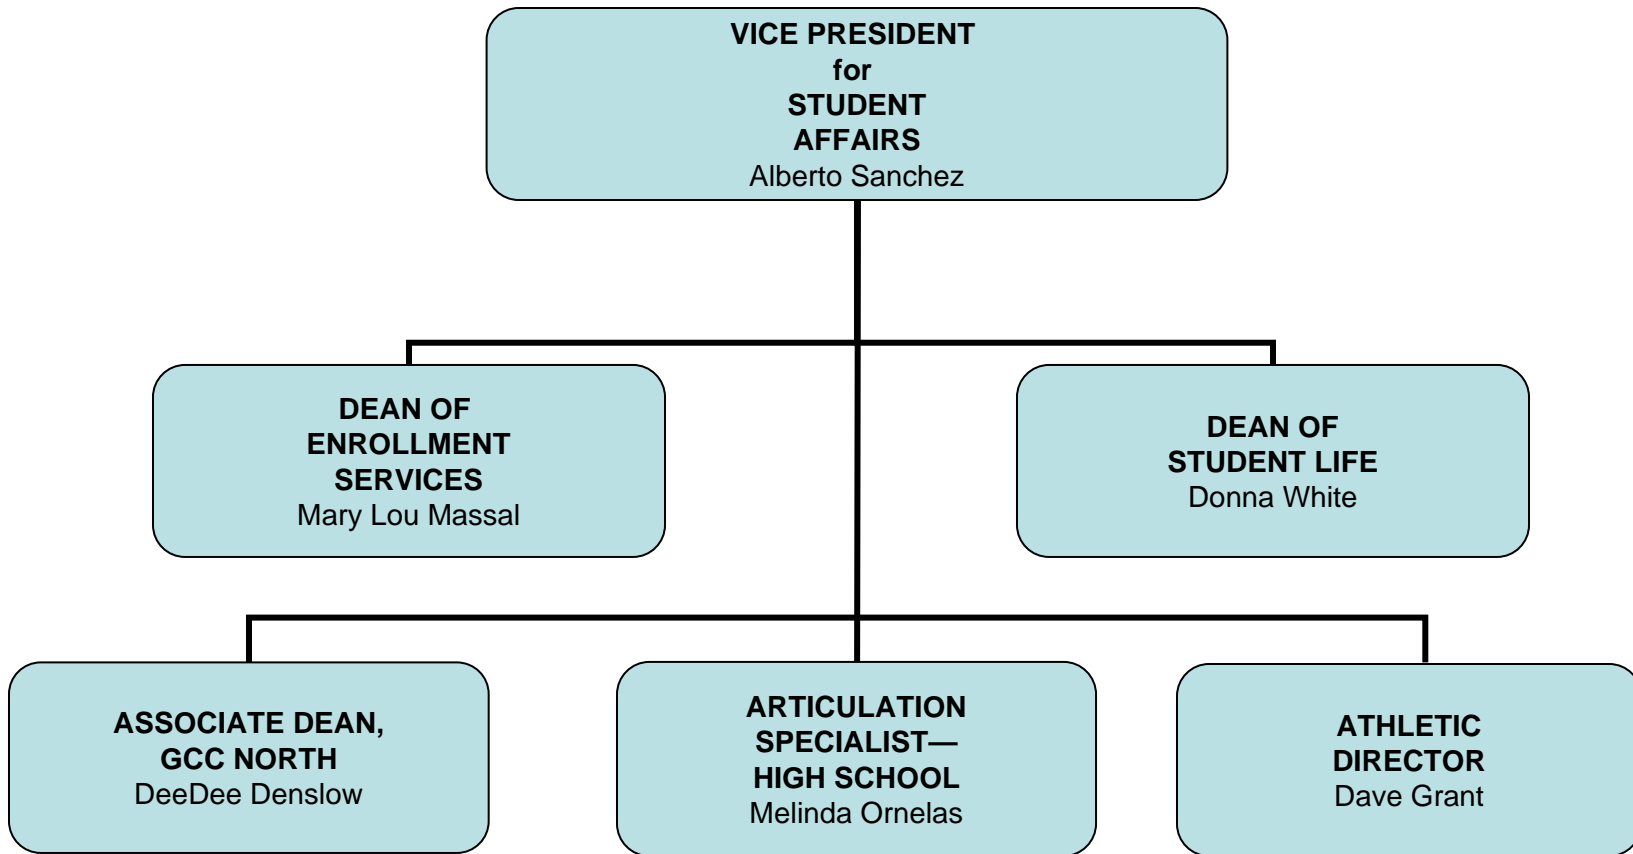 VICE PRESIDENT
for
STUDENT
AFFAIRS
Alberto Sanchez
DEAN OF
ENROLLMENT
SERVICES
Mary Lou Massal
DEAN OF
STUDENT LIFE
Donna White
ASSOCIATE DEAN,
GCC NORTH
DeeDee Denslow
ARTICULATION
SPECIALIST—
HIGH SCHOOL
Melinda Ornelas
ATHLETIC
DIRECTOR
Dave Grant